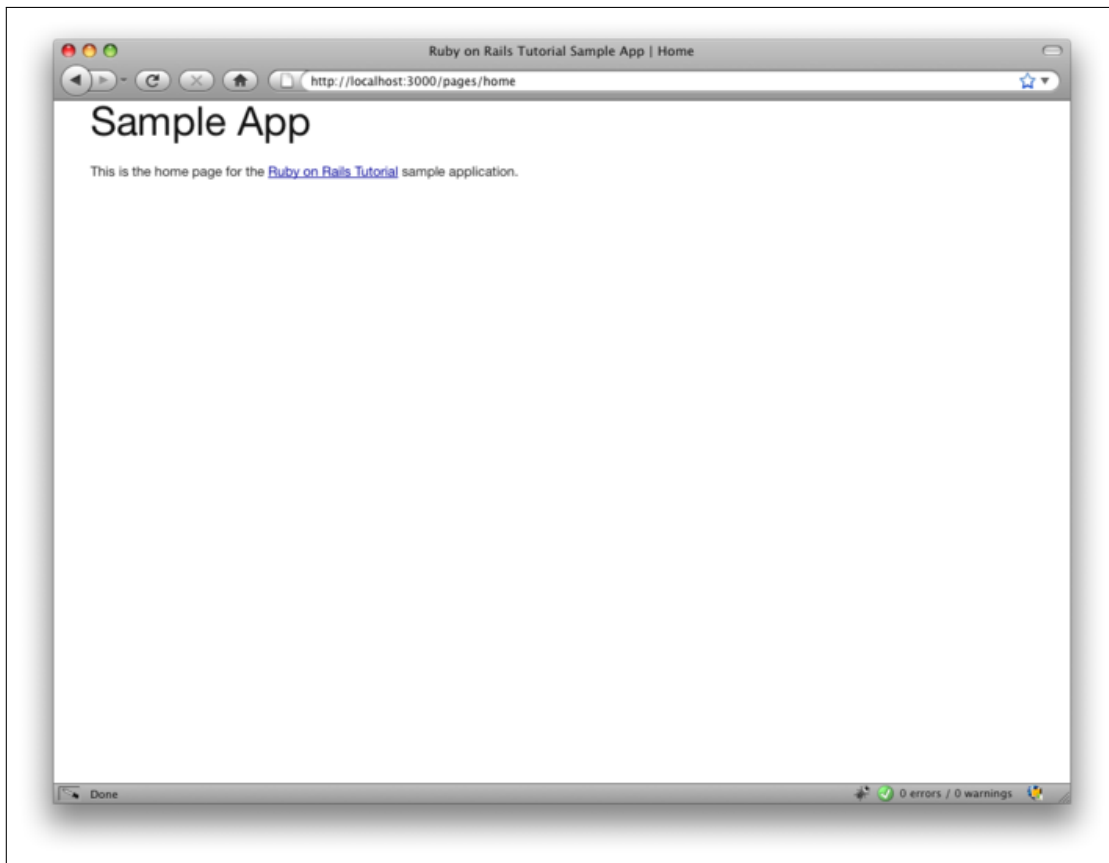 Ruby on Rails Tutorial Sample App | Home
http://localhost:3000/pages/home
Sample App
This is the home page for the Ruby on Rails Tutorial sample application.
Done
0 errors / 0 warnings